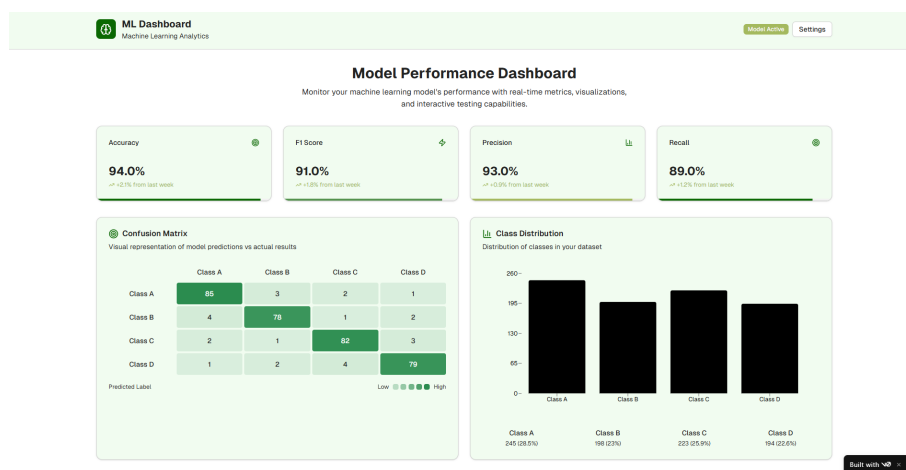 ML Dashboard
Machine Learning Analytics
Model Active
Settings
Model Performance Dashboard
Monitor your machine learning model's performance with real-time metrics, visualizations,
and interactive testing capabilities.
Accuracy
94.0%
+2.1% from last week
F1 Score
91.0%
+1.8% from last week
Precision
93.0%
+0.9% from last week
Recall
89.0%
+1.2% from last week
Confusion Matrix
Visual representation of model predictions vs actual results
Class A Class B Class C Class D
Class A 85 3 2 1
Class B 4 78 1 2
Class C 2 1 82 3
Class D 1 2 4 79
Predicted Label
Low High
Class Distribution
Distribution of classes in your dataset
260
195
130
65
0
Class A Class B Class C Class D
Class A Class B Class C Class D
245 (28.5%) 198 (23%) 223 (25.9%) 194 (22.6%)
Built with v0